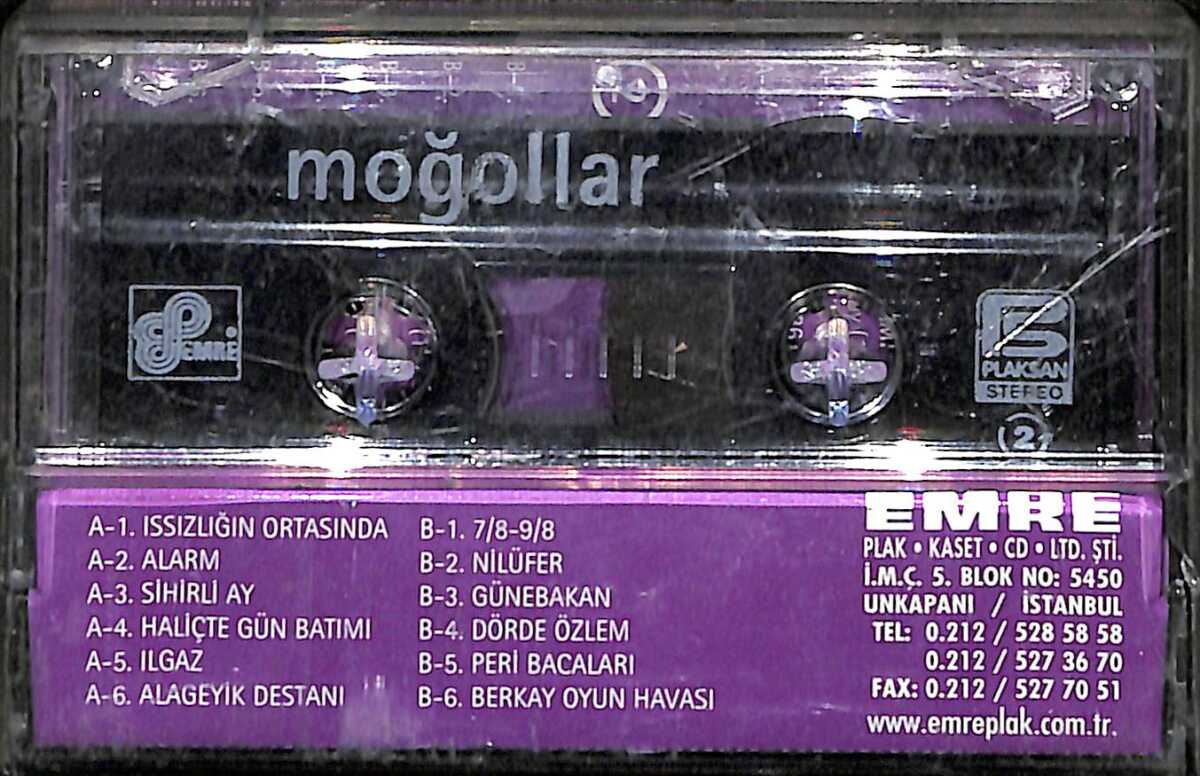 2
moğollar
EMRE
PLAKSAN
STEREO
2
A-1. ISSIZLIĞIN ORTASINDA
A-2. ALARM
A-3. SİHİRLİ AY
A-4. HALİÇTE GÜN BATIMI
A-5. ILGAZ
A-6. ALAGEYİK DESTANI
B-1. 7/8-9/8
B-2. NİLÜFER
B-3. GÜNEBAKAN
B-4. DÖRDE ÖZLEM
B-5. PERİ BACALARI
B-6. BERKAY OYUN HAVASI
EMRE
PLAK • KASET • CD • LTD. ŞTİ.
İ.M.Ç. 5. BLOK NO: 5450
UNKAPANI / İSTANBUL
TEL: 0.212 / 528 58 58
0.212 / 527 36 70
FAX: 0.212 / 527 70 51
www.emreplak.com.tr.